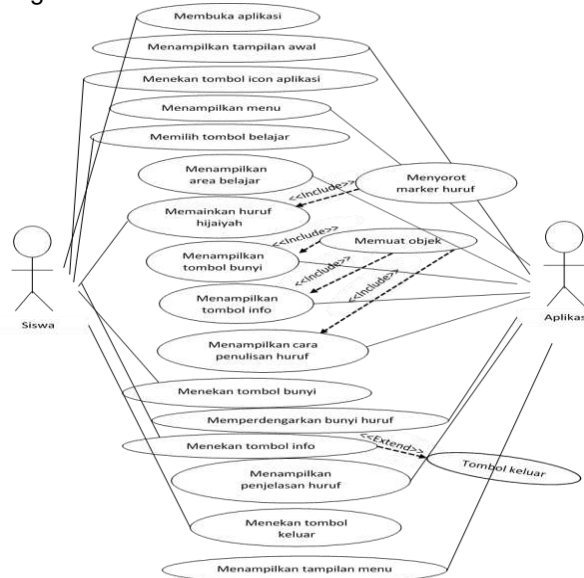 Membuka aplikasi
Menampilkan tampilan awal
Menekan tombol icon aplikasi
Menampilkan menu
Memilih tombol belajar
Menampilkan
area belajar
<<Include>>
Menyorot
marker huruf
Memainkan huruf
hijaiyah
<<Include>>
Memuat objek
Menampilkan
tombol bunyi
<<Include>>
Menampilkan
tombol info
<<Include>>
Siswa
Aplikas
Menampilkan cara
penulisan huruf
Menekan tombol bunyi
Memperdengarkan bunyi huruf
Menekan tombol info
<<Extend>>
Tombol keluar
Menampilkan
penjelasan huruf
Menekan tombol
keluar
Menampilkan tampilan menu